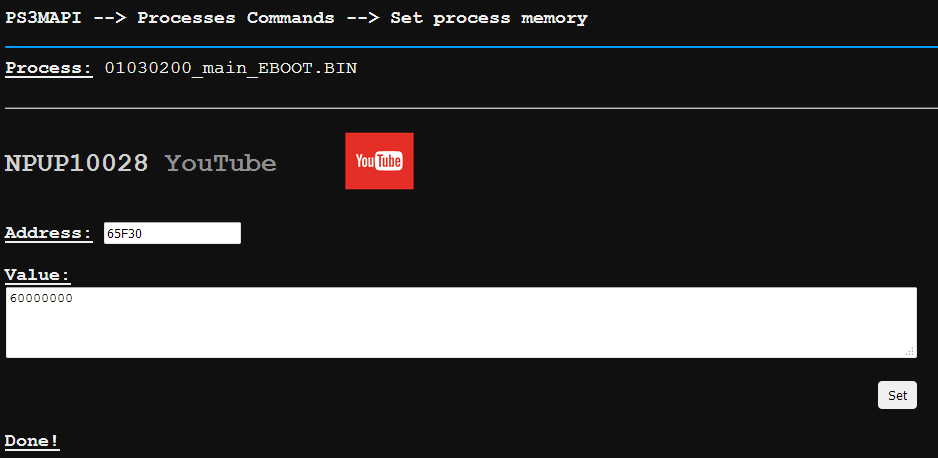 PS3MAPI --> Processes Commands --> Set process memory
Process: 01030200_main_EBOOT.BIN
NPUP10028 YouTube
YouTube
Address: 65F30
Value:
60000000
Set
Done!